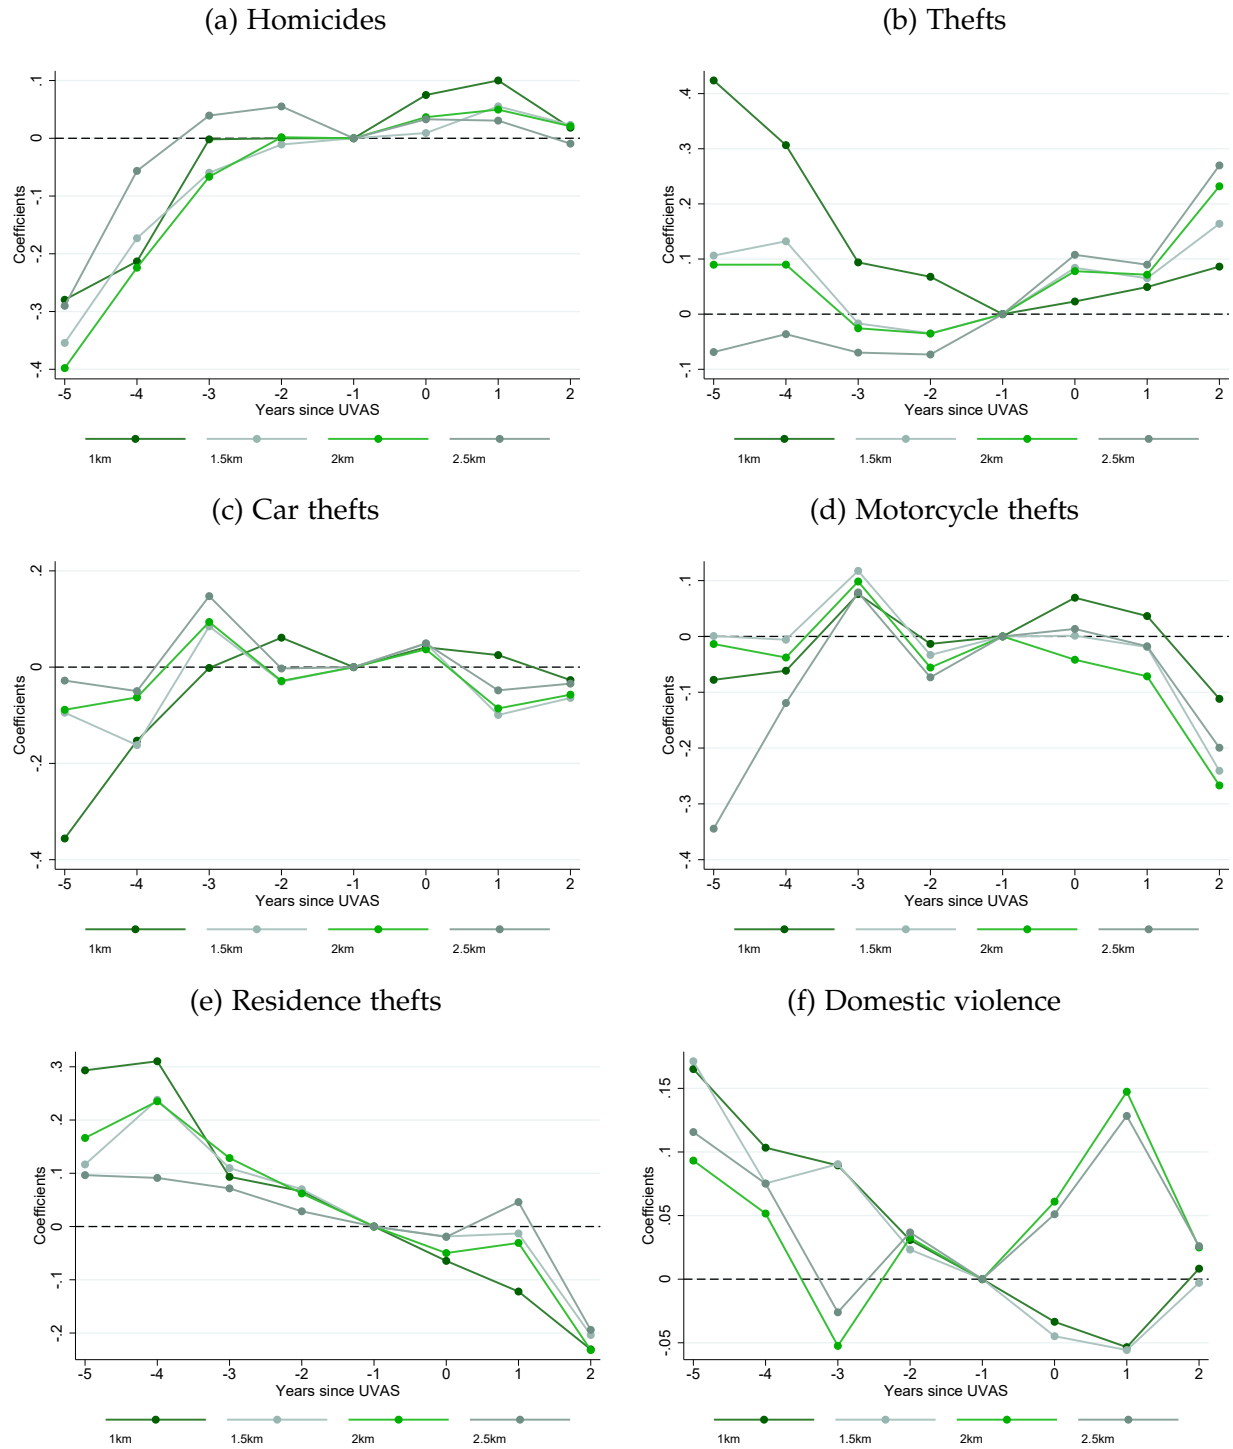 (a) Homicides
Coefficients
.1
0
-.1
-.2
-.3
-.4
-5 -4 -3 -2 -1 0 1 2
Years since UVAS
1km 1.5km 2km 2.5km
(b) Thefts
Coefficients
.4
.3
.2
.1
0
-.1
-5 -4 -3 -2 -1 0 1 2
Years since UVAS
1km 1.5km 2km 2.5km
(c) Car thefts
Coefficients
.2
0
-.2
-.4
-5 -4 -3 -2 -1 0 1 2
Years since UVAS
1km 1.5km 2km 2.5km
(d) Motorcycle thefts
Coefficients
.1
0
-.1
-.2
-.3
-.4
-5 -4 -3 -2 -1 0 1 2
Years since UVAS
1km 1.5km 2km 2.5km
(e) Residence thefts
Coefficients
.3
.2
.1
0
-.1
-.2
-5 -4 -3 -2 -1 0 1 2
Years since UVAS
1km 1.5km 2km 2.5km
(f) Domestic violence
Coefficients
.15
.1
.05
0
-.05
-5 -4 -3 -2 -1 0 1 2
Years since UVAS
1km 1.5km 2km 2.5km